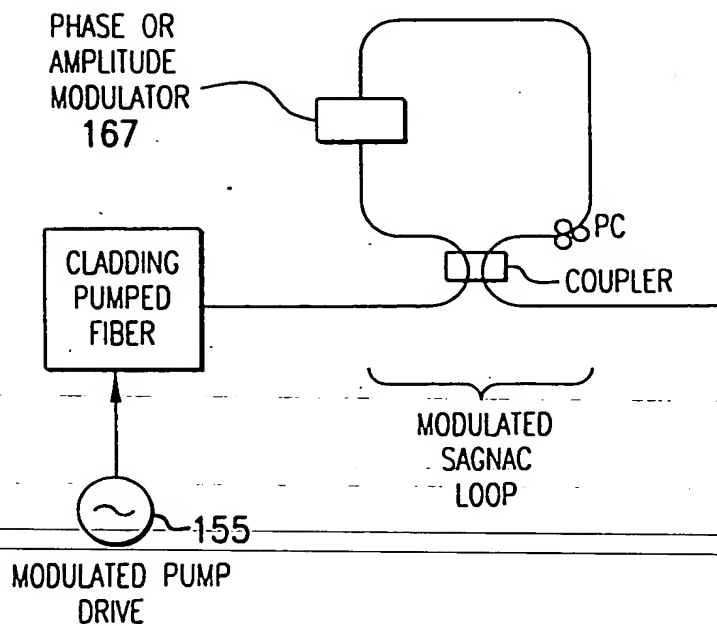 PHASE OR
AMPLITUDE
MODULATOR
167
PC
COUPLER
CLADDING
PUMPED
FIBER
MODULATED
SAGNAC
LOOP
155
MODULATED PUMP
DRIVE